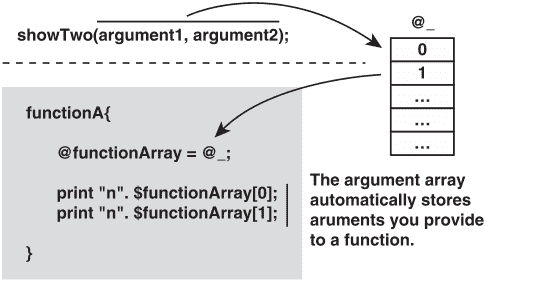 showTwo(argument1, argument2);
@_
0
1
...
...
...
functionA{
@functionArray = @_;
print "n". $functionArray[0];
print "n". $functionArray[1];
}
The argument array
automatically stores
aruments you provide
to a function.